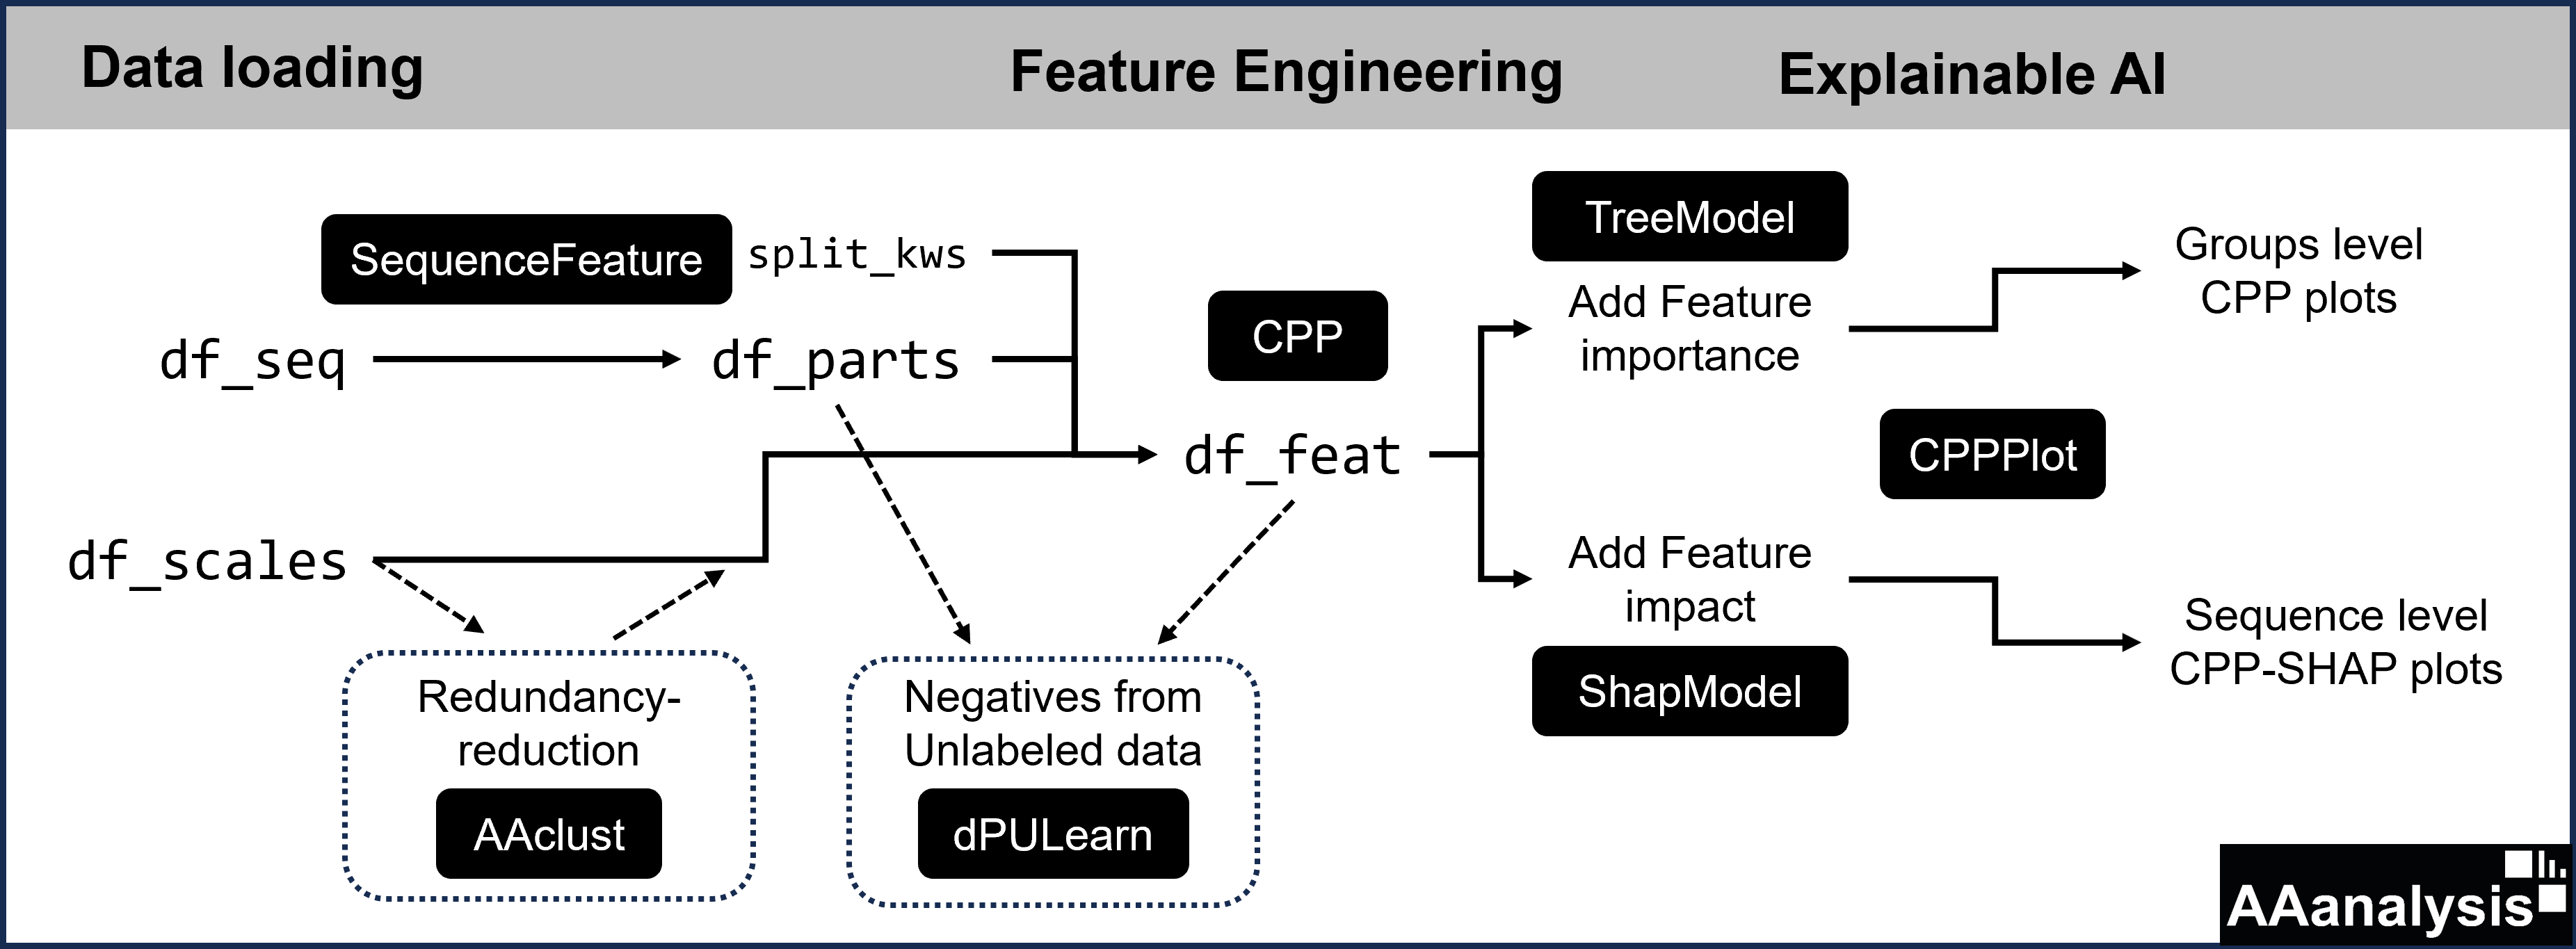 Data loading
Feature Engineering
Explainable AI
SequenceFeature
split_kws
df_seq
df_parts
df_scales
Redundancy-
reduction
AAclust
Negatives from
Unlabeled data
dPULearn
CPP
df_feat
TreeModel
Add Feature
importance
CPPPlot
Add Feature
impact
ShapModel
Groups level
CPP plots
Sequence level
CPP-SHAP plots
AAanalysis